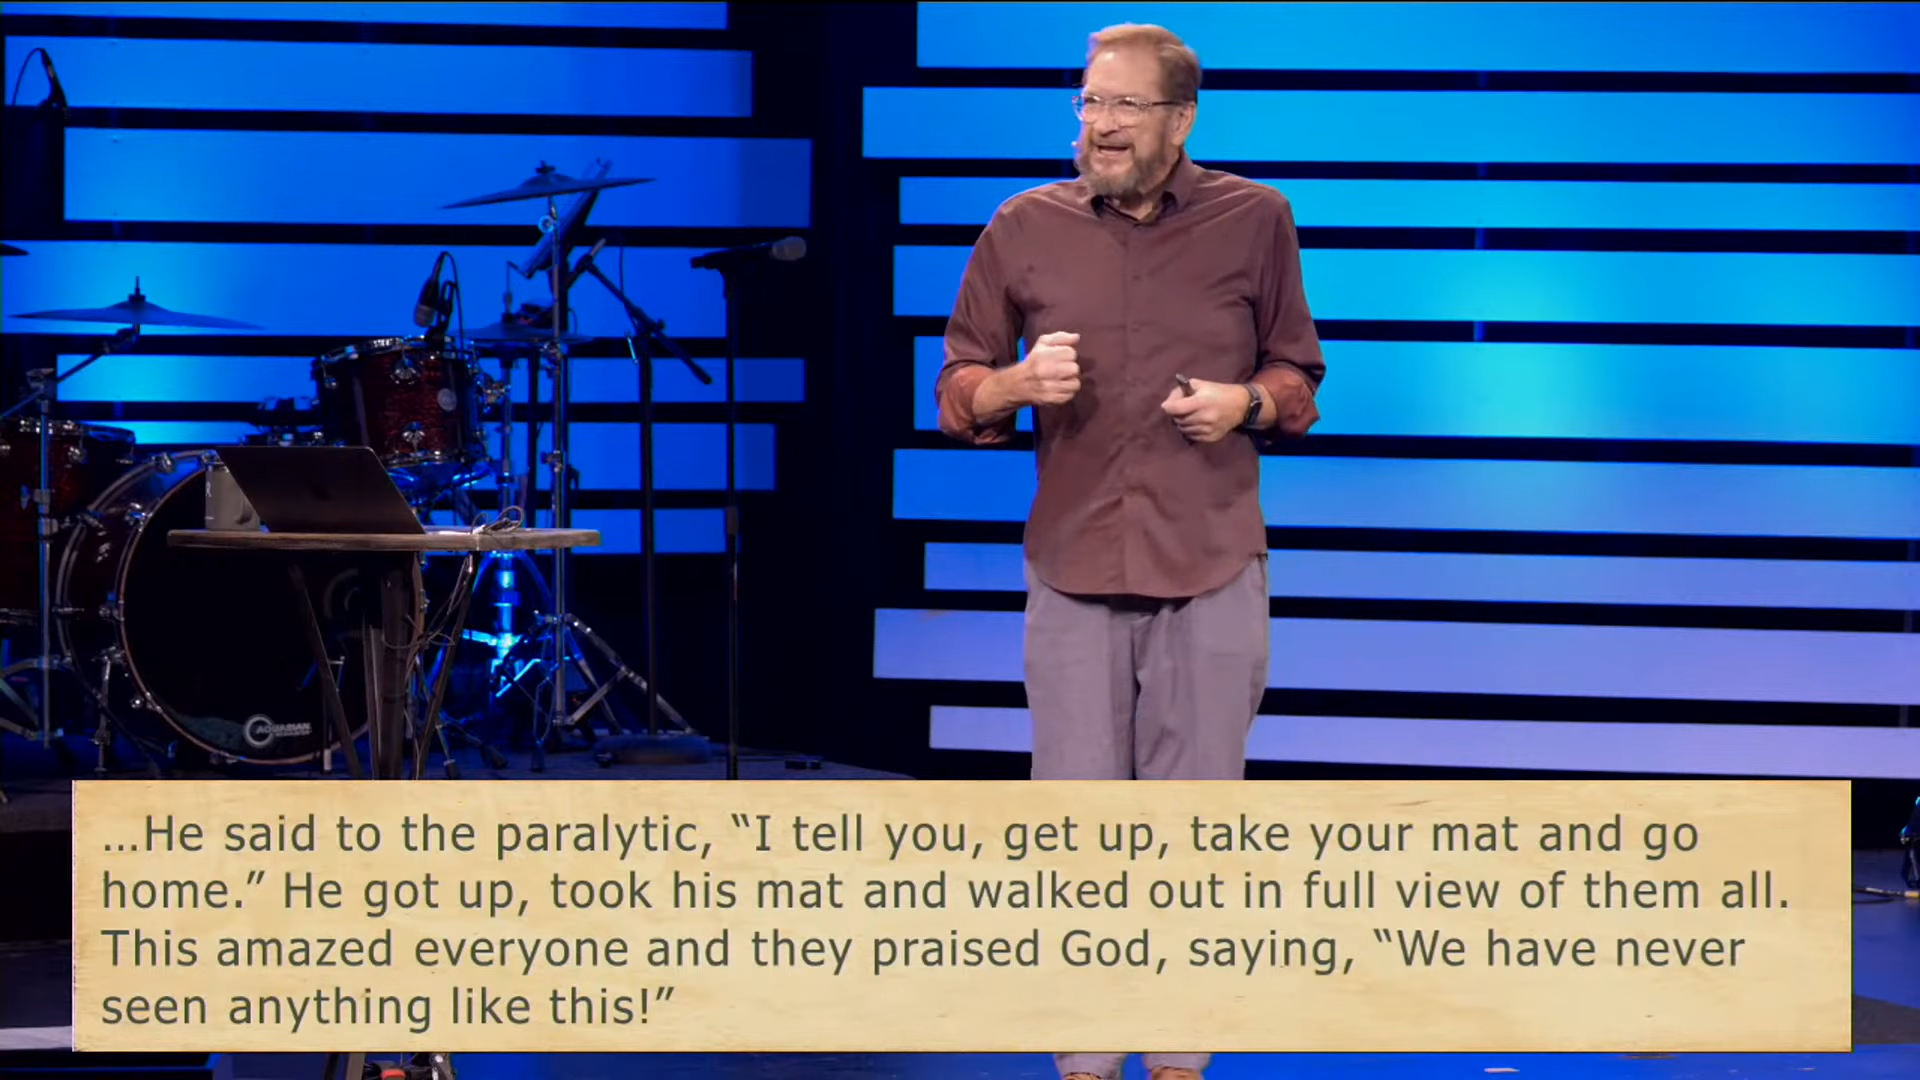 AQUARIAN
…He said to the paralytic, “I tell you, get up, take your mat and go
home.” He got up, took his mat and walked out in full view of them all.
This amazed everyone and they praised God, saying, “We have never
seen anything like this!”